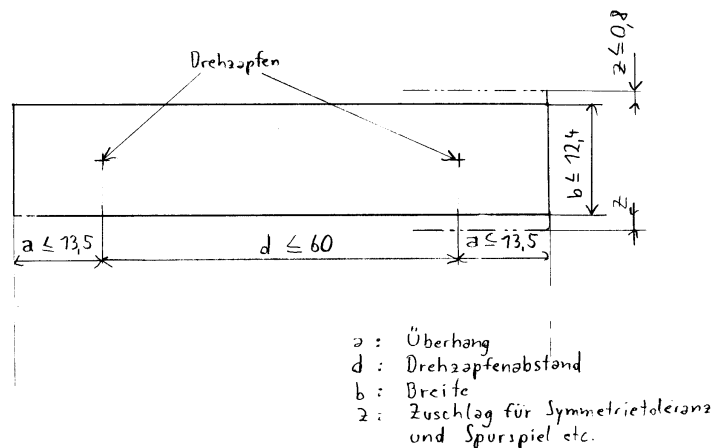 Drehzapfen
z ≤ 0,8
b ≤ 12,4
z
a ≤ 13,5
d ≤ 60
a ≤ 13,5
a : Überhang
d : Drehzapfenabstand
b : Breite
z : Zuschlag für Symmetrietoleranz
und Spurspiel etc.